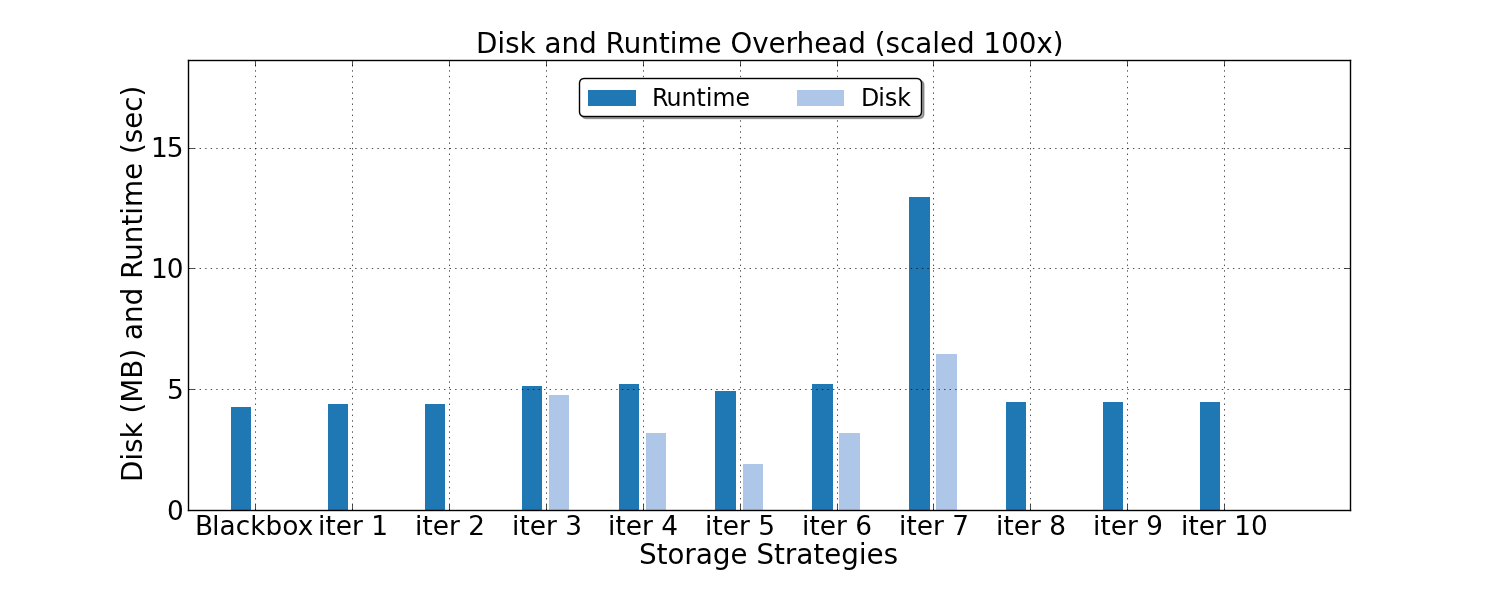 Disk and Runtime Overhead (scaled 100x)
Runtime Disk
Disk (MB) and Runtime (sec)
15
10
5
0
Blackbox iter 1 iter 2 iter 3 iter 4 iter 5 iter 6 iter 7 iter 8 iter 9 iter 10
Storage Strategies